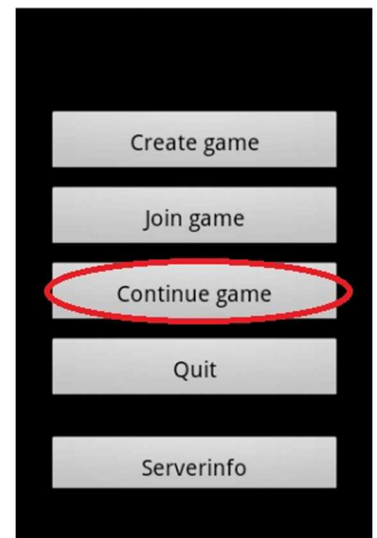 Create game
Join game
Continue game
Quit
Serverinfo